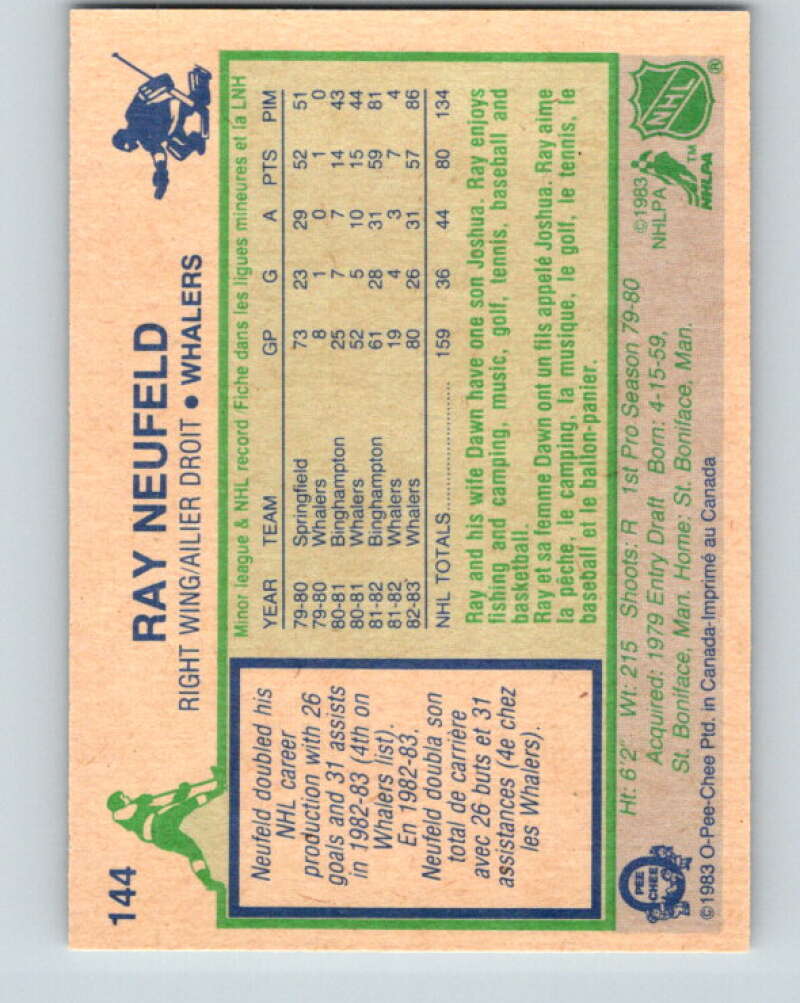 144
RAY NEUFELD
RIGHT WING/AILIER DROIT • WHALERS
Neufeld doubled his
NHL career
production with 26
goals and 31 assists
in 1982-83 (4th on
Whalers list).
En 1982-83,
Neufeld doubla son
total de carrière
avec 26 buts et 31
assistances (4e chez
les Whalers).
Minor league & NHL record/Fiche dans les ligues mineures et la LNH
YEAR TEAM GP G A PTS PIM
79-80 Springfield 73 23 29 52 51
79-80 Whalers 8 1 0 1 0
80-81 Binghampton 25 7 7 14 43
80-81 Whalers 52 5 10 15 44
81-82 Binghampton 61 28 31 59 81
81-82 Whalers 19 4 3 7 4
82-83 Whalers 80 26 31 57 86
NHL TOTALS.................... 159 36 44 80 134
Ray and his wife Dawn have one son Joshua. Ray enjoys
fishing and camping, music, golf, tennis, baseball and
basketball.
Ray et sa femme Dawn ont un fils appelé Joshua. Ray aime
la pêche, le camping, la musique, le golf, le tennis, le
baseball et le ballon-panier.
Ht: 6'2" Wt: 215 Shoots: R 1st Pro Season 79-80
Acquired: 1979 Entry Draft Born: 4-15-59,
St. Boniface, Man. Home: St. Boniface, Man.
©1983 O-Pee-Chee Ptd. in Canada-Imprimé au Canada
PEE
CHEE
©1983
NHLPA
NHLPA
TM
NHL
®